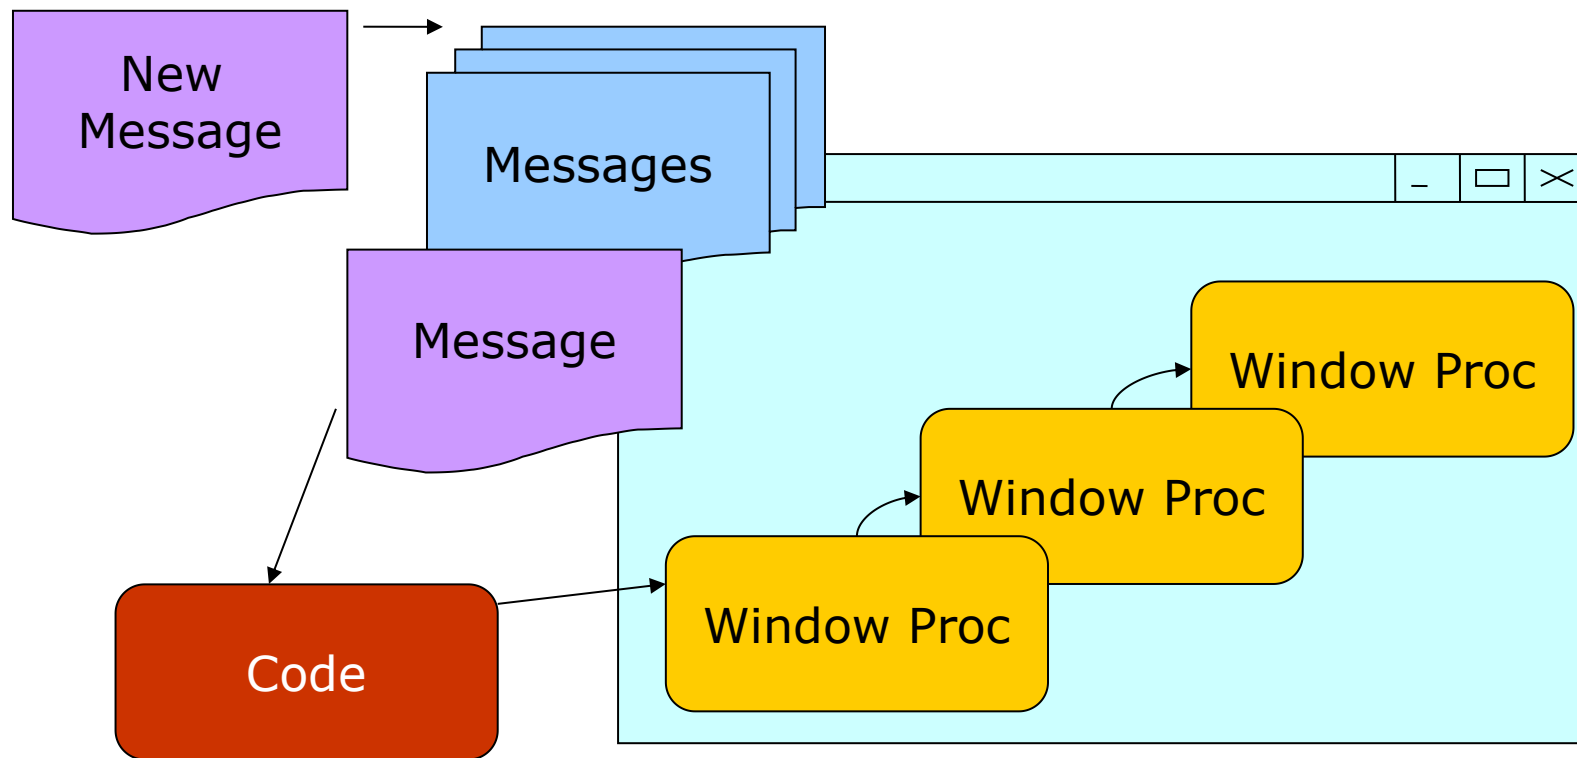 New
Message
Messages
Message
Window Proc
Window Proc
Window Proc
Code